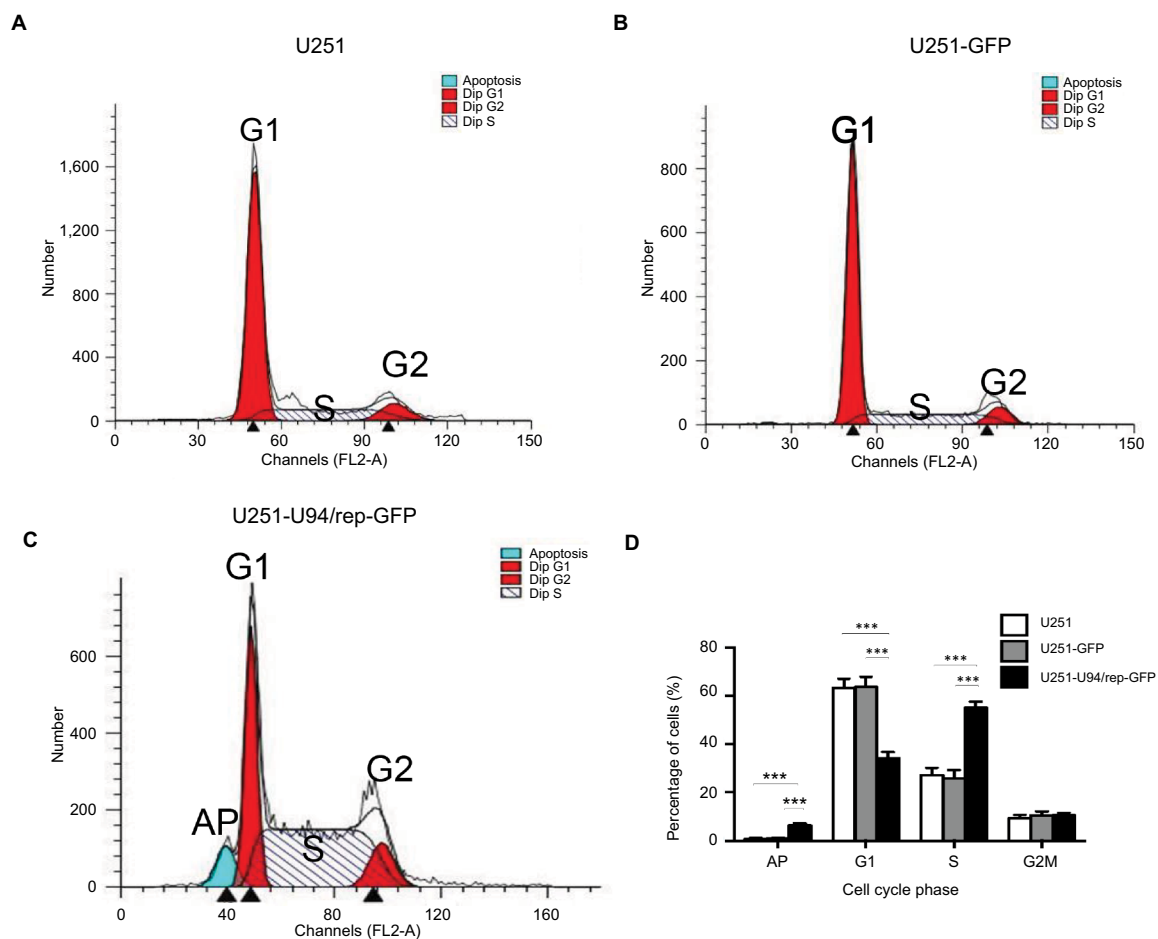 A
U251
Apoptosis
Dip G1
Dip G2
Dip S
G1
G2
S
1,600
1,200
800
400
0
Number
0 30 60 90 120 150
Channels (FL2-A)
B
U251-GFP
Apoptosis
Dip G1
Dip G2
Dip S
G1
G2
S
800
600
400
200
0
Number
0 30 60 90 120 150
Channels (FL2-A)
C
U251-U94/rep-GFP
Apoptosis
Dip G1
Dip G2
Dip S
G1
G2
AP
S
600
400
200
0
Number
0 40 80 120 160
Channels (FL2-A)
D
U251
U251-GFP
U251-U94/rep-GFP
80
60
40
20
0
Percentage of cells (%)
***
***
***
***
***
***
AP G1 S G2M
Cell cycle phase